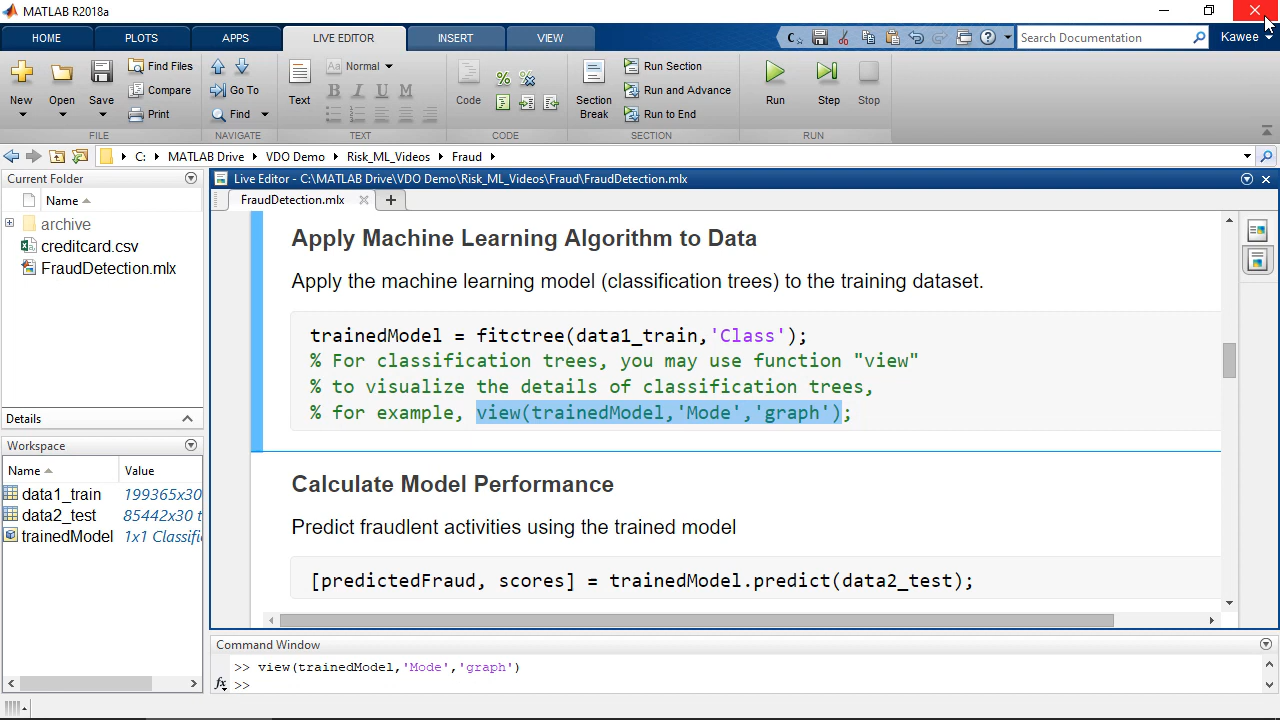 MATLAB R2018a
HOME PLOTS APPS LIVE EDITOR INSERT VIEW Search Documentation Kawee
New Open Save Find Files Compare Print
FILE
Go To Find
NAVIGATE
Text Normal B I U M
TEXT
Code
CODE
Section Break Run Section Run and Advance Run to End
SECTION
Run Step Stop
RUN
C: MATLAB Drive VDO Demo Risk_ML_Videos Fraud
Current Folder
Name
archive
creditcard.csv
FraudDetection.mlx
Details
Workspace
Name Value
data1_train 199365x30
data2_test 85442x30 t
trainedModel 1x1 Classifi
Live Editor - C:\MATLAB Drive\VDO Demo\Risk_ML_Videos\Fraud\FraudDetection.mlx
FraudDetection.mlx
Apply Machine Learning Algorithm to Data
Apply the machine learning model (classification trees) to the training dataset.
trainedModel = fitctree(data1_train,'Class');
% For classification trees, you may use function "view"
% to visualize the details of classification trees,
% for example, view(trainedModel,'Mode','graph');
Calculate Model Performance
Predict fraudlent activities using the trained model
[predictedFraud, scores] = trainedModel.predict(data2_test);
Command Window
>> view(trainedModel,'Mode','graph')
fx >>